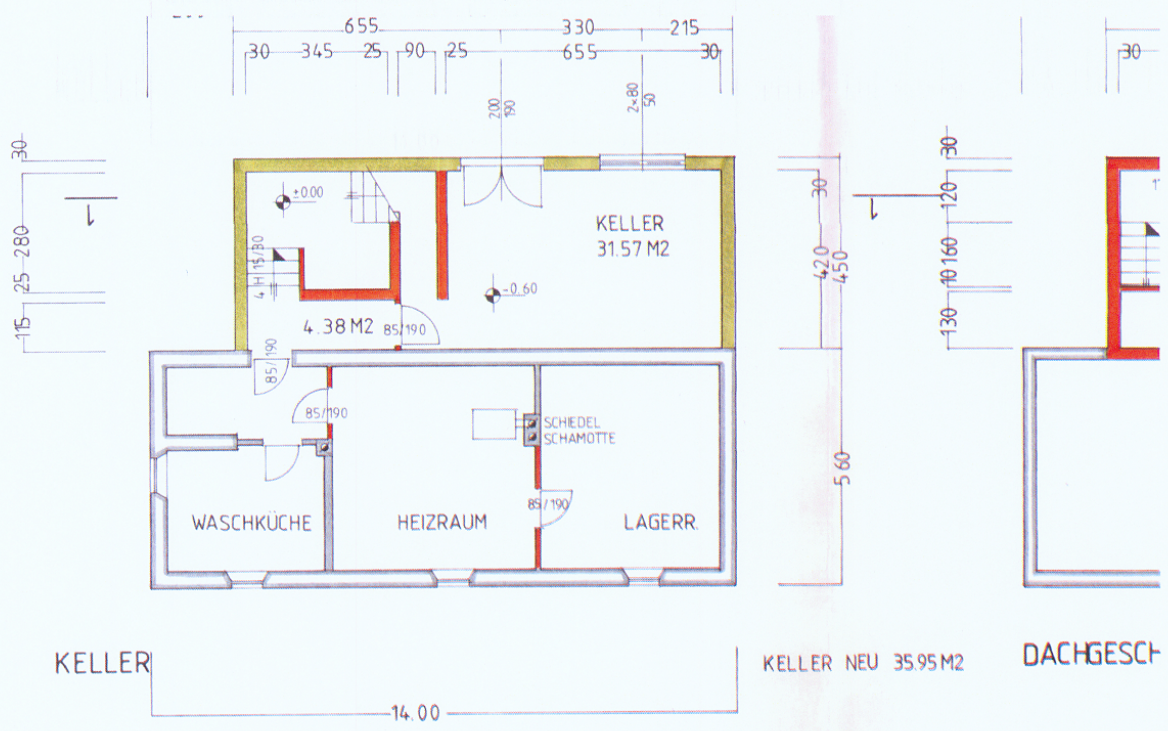 655 330 215
30 345 25 90 25 655 30
30
200
190
2x80
50
30
30
1
±0.00
KELLER
31.57 M2
30
1
120
280
4 H 15/30
420
450
10 160
25
-0,60
115
4.38 M2
85/190
130
85/190
85/190
SCHIEDEL
SCHAMOTTE
560
85/190
WASCHKÜCHE
HEIZRAUM
LAGERR.
KELLER
KELLER NEU 35.95 M2
DACHGESCH
14.00